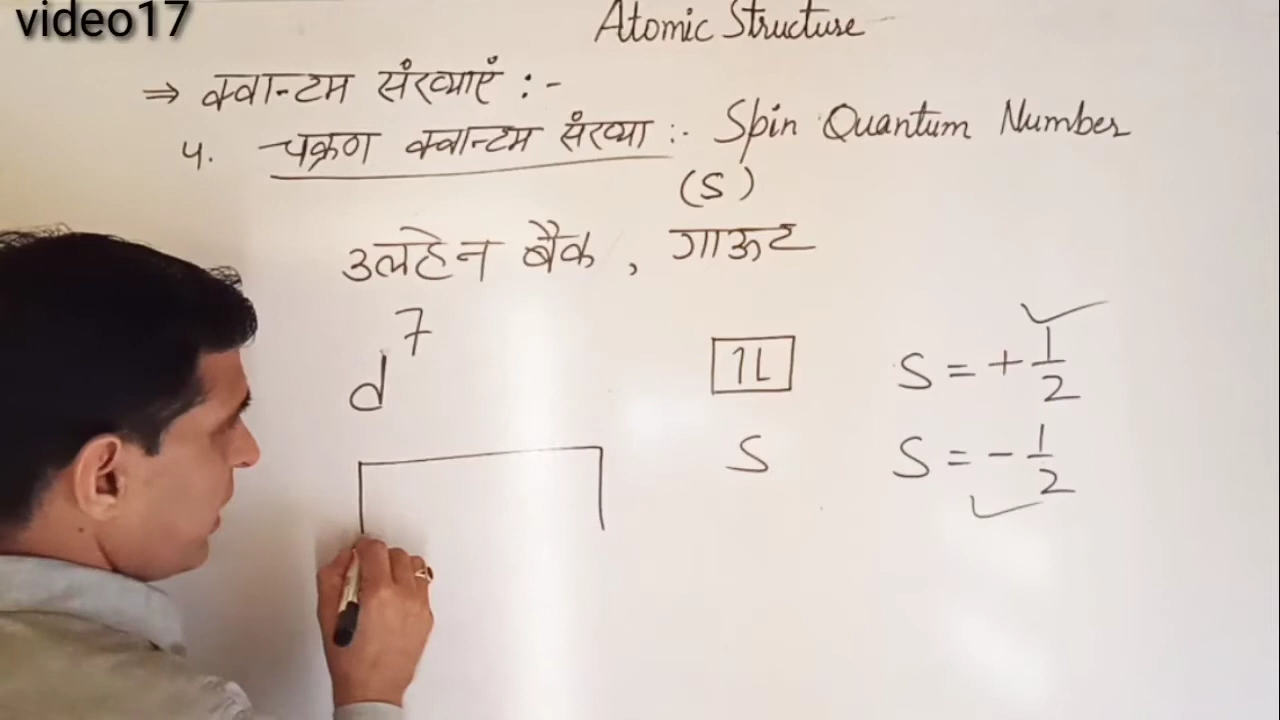 video17
Atomic Structure
⇒ क्वान्टम संख्याएं :-
4. चक्रण क्वान्टम संख्या :- Spin Quantum Number
(S)
उलहेन बैक , गाऊट
d⁷
1L S = + 1/2
S S = - 1/2